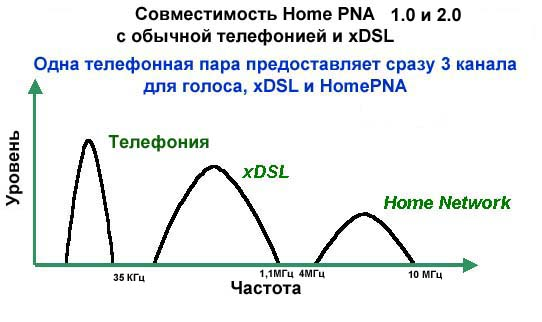 Совместимость Home PNA 1.0 и 2.0
с обычной телефонией и xDSL
Одна телефонная пара предоставляет сразу 3 канала
для голоса, xDSL и HomePNA
Уровень
Телефония
xDSL
Home Network
35 КГц
1,1МГц
4МГц
10 МГц
Частота